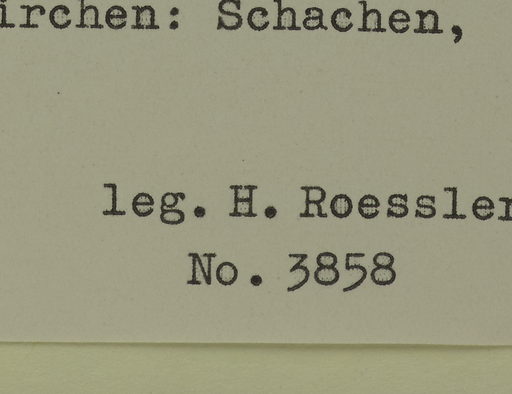 irchen: Schachen,
leg. H. Roessler
No. 3858